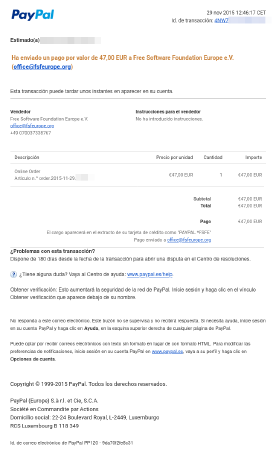 PayPal
29 nov 2015 12:46:17 CET
Id. de transacción:
Estimado(a)
Ha enviado un pago por valor de 47,00 EUR a Free Software Foundation Europe e.V.
(office@fsfeurope.org)
Esta transacción puede tardar unos instantes en aparecer en su cuenta.
Vendedor
Free Software Foundation Europe e.V.
office@fsfeurope.org
Instrucciones para el vendedor
No ha introducido instrucciones.
Descripción Precio por unidad Cantidad Importe
Online Order
Artículo n.º order.2015-11-29.
€47,00 EUR 1 €47,00 EUR
Subtotal €47,00 EUR
Total €47,00 EUR
Pago €47,00 EUR
El cargo aparecerá en el extracto de su tarjeta de crédito como "PAYPAL *FSFE"
Pago enviado a office@fsfeurope.org
¿Problemas con esta transacción?
Dispone de 180 días desde la fecha de la transacción para abrir una disputa en el Centro de resoluciones.
¿Tiene alguna duda? Vaya al Centro de ayuda: www.paypal.es/help.
Obtener verificación: Esto aumentará la seguridad de la red de PayPal. Inicie sesión y haga clic en el vínculo
Obtener verificación que aparece debajo de su nombre.
No responda a este correo electrónico. Este buzón no se supervisa y no recibirá respuesta. Si necesita ayuda, inicie sesión
en su cuenta PayPal y haga clic en Ayuda, en la esquina superior derecha de cualquier página de PayPal.
Puede optar por recibir correos electrónicos con texto sin formato en lugar de con formato HTML. Para modificar las
preferencias de notificaciones, inicie sesión en su cuenta PayPal en www.paypal.es, vaya a su perfil y haga clic en
Opciones de cuenta.
Copyright © 1999-2015 PayPal. Todos los derechos reservados.
PayPal (Europe) S.à r.l. et Cie, S.C.A.
Société en Commandite par Actions
Domicilio social: 22-24 Boulevard Royal, L-2449, Luxemburgo
RCS Luxembourg B 118 349
Id. de correo electrónico de PayPal PP120 -